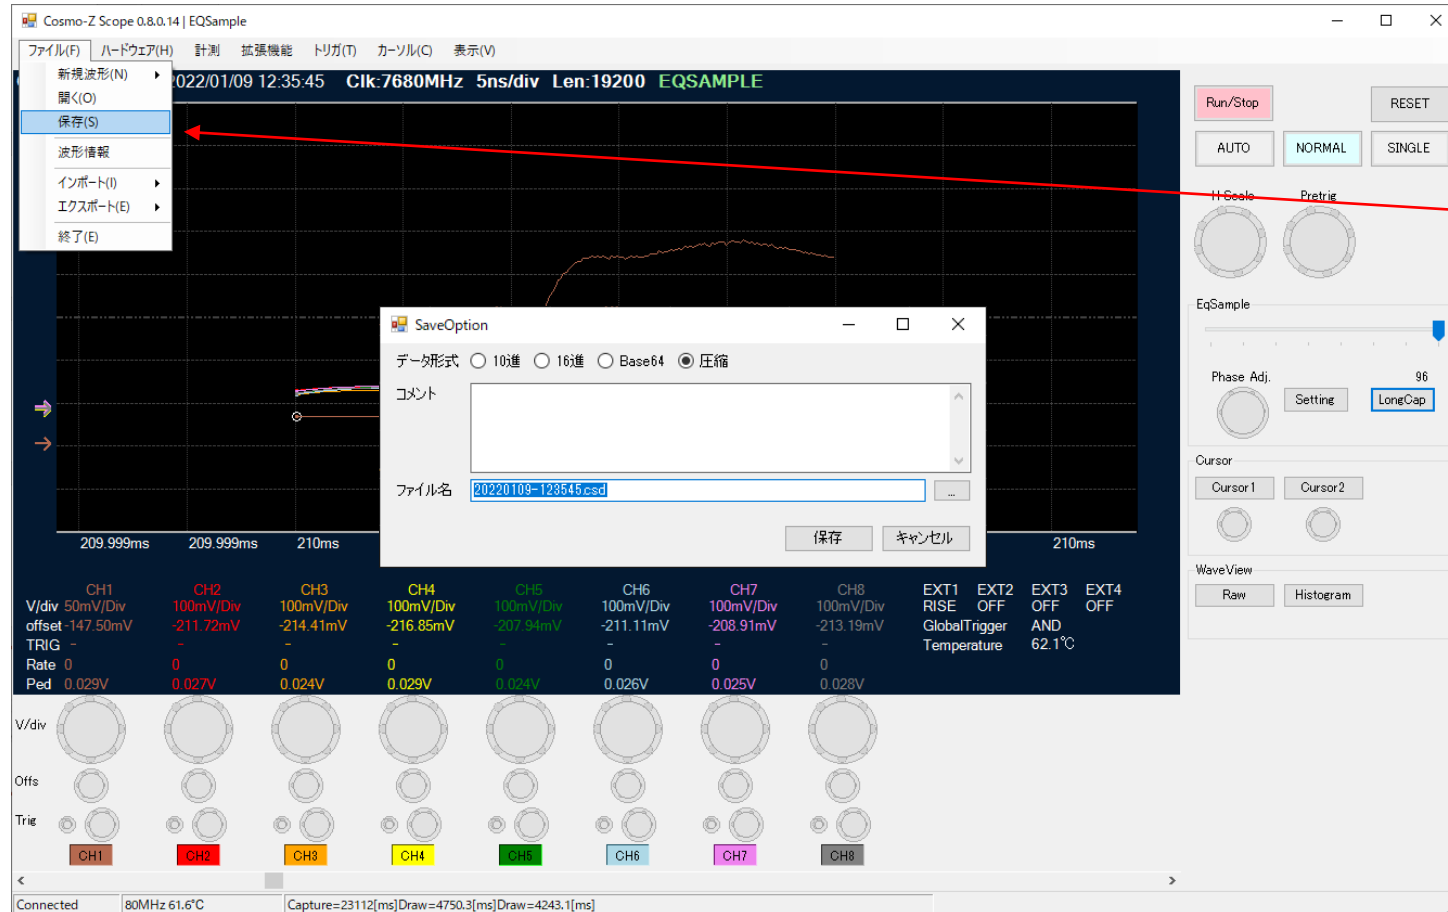 Cosmo-Z Scope 0.8.0.14 | EQSample
ファイル(F) ハードウェア(H) 計測 拡張機能 トリガ(T) カーソル(C) 表示(V)
新規波形(N)
開く(O)
保存(S)
波形情報
インポート(I)
エクスポート(E)
終了(E)
2022/01/09 12:35:45 Clk:7680MHz 5ns/div Len:19200 EQSAMPLE
Run/Stop RESET
AUTO NORMAL SINGLE
H Scale Pretrig
EqSample
Phase Adj. 96
Setting LongCap
Cursor
Cursor1 Cursor2
WaveView
Raw Histogram
SaveOption
データ形式 10進 16進 Base64 圧縮
コメント
ファイル名 20220109-123545.csd ...
保存 キャンセル
209.999ms 209.999ms 210ms 210ms
CH1 CH2 CH3 CH4 CH5 CH6 CH7 CH8 EXT1 EXT2 EXT3 EXT4
V/div 50mV/Div 100mV/Div 100mV/Div 100mV/Div 100mV/Div 100mV/Div 100mV/Div 100mV/Div RISE OFF OFF OFF
offset -147.50mV -211.72mV -214.41mV -216.85mV -207.94mV -211.11mV -208.91mV -213.19mV GlobalTrigger AND
TRIG - - - - - - - - Temperature 62.1℃
Rate 0 0 0 0 0 0 0 0
Ped 0.029V 0.027V 0.024V 0.029V 0.024V 0.026V 0.025V 0.028V
V/div
Offs
Trig
CH1 CH2 CH3 CH4 CH5 CH6 CH7 CH8
Connected 80MHz 61.6℃ Capture=23112[ms]Draw=4750.3[ms]Draw=4243.1[ms]